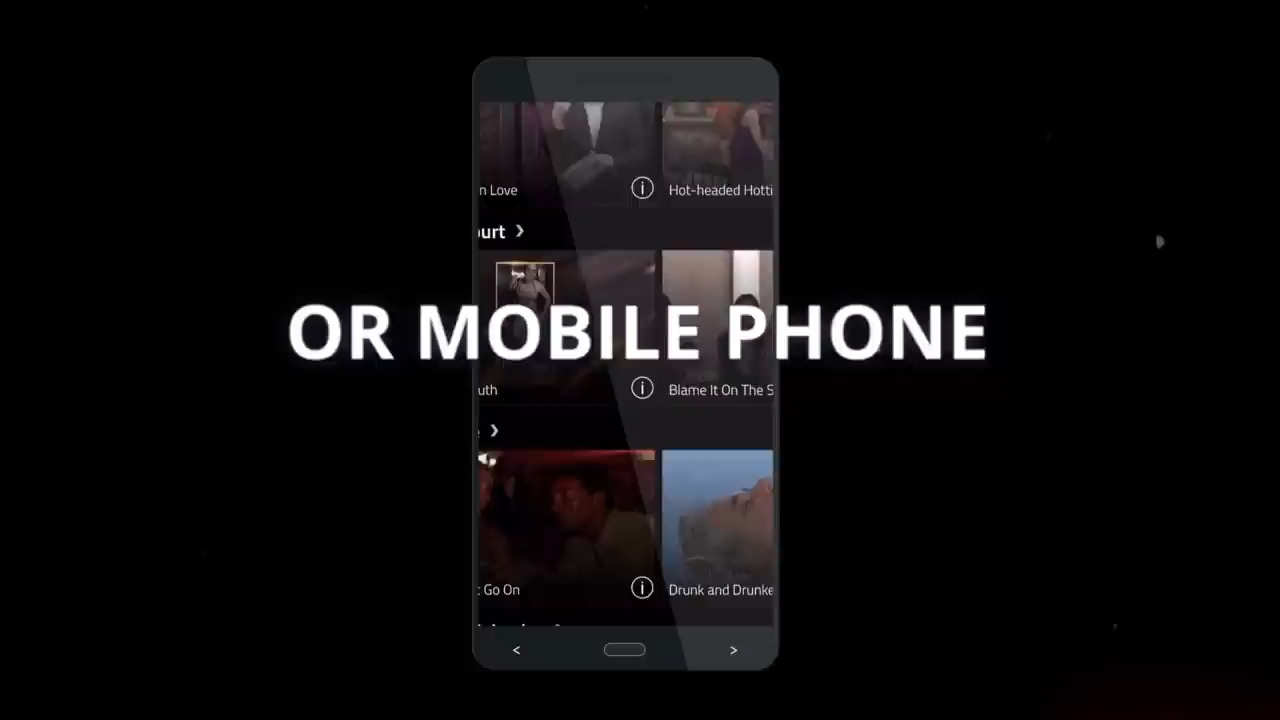 n Love
Hot-headed Hotti
urt
OR MOBILE PHONE
uth
Blame It On The S
Go On
Drunk and Drunke